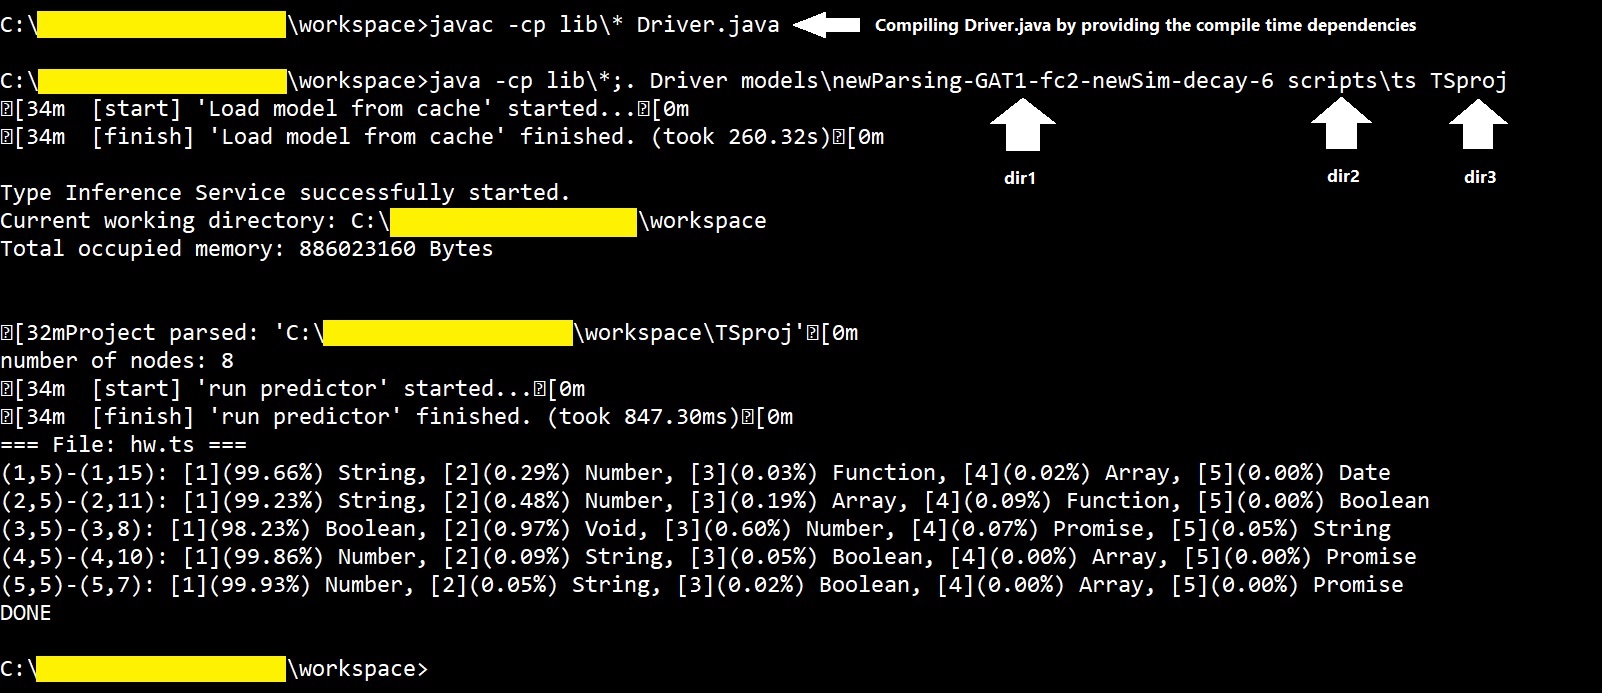 C:\ \workspace>javac -cp lib\* Driver.java Compiling Driver.java by providing the compile time dependencies
C:\ \workspace>java -cp lib\*;. Driver models\newParsing-GAT1-fc2-newSim-decay-6 scripts\ts TSproj
[34m  [start] 'Load model from cache' started...[0m
[34m  [finish] 'Load model from cache' finished. (took 260.32s)[0m
dir1 dir2 dir3
Type Inference Service successfully started.
Current working directory: C:\ \workspace
Total occupied memory: 886023160 Bytes
[32mProject parsed: 'C:\ \workspace\TSproj'[0m
number of nodes: 8
[34m  [start] 'run predictor' started...[0m
[34m  [finish] 'run predictor' finished. (took 847.30ms)[0m
=== File: hw.ts ===
(1,5)-(1,15): [1](99.66%) String, [2](0.29%) Number, [3](0.03%) Function, [4](0.02%) Array, [5](0.00%) Date
(2,5)-(2,11): [1](99.23%) String, [2](0.48%) Number, [3](0.19%) Array, [4](0.09%) Function, [5](0.00%) Boolean
(3,5)-(3,8): [1](98.23%) Boolean, [2](0.97%) Void, [3](0.60%) Number, [4](0.07%) Promise, [5](0.05%) String
(4,5)-(4,10): [1](99.86%) Number, [2](0.09%) String, [3](0.05%) Boolean, [4](0.00%) Array, [5](0.00%) Promise
(5,5)-(5,7): [1](99.93%) Number, [2](0.05%) String, [3](0.02%) Boolean, [4](0.00%) Array, [5](0.00%) Promise
DONE
C:\ \workspace>